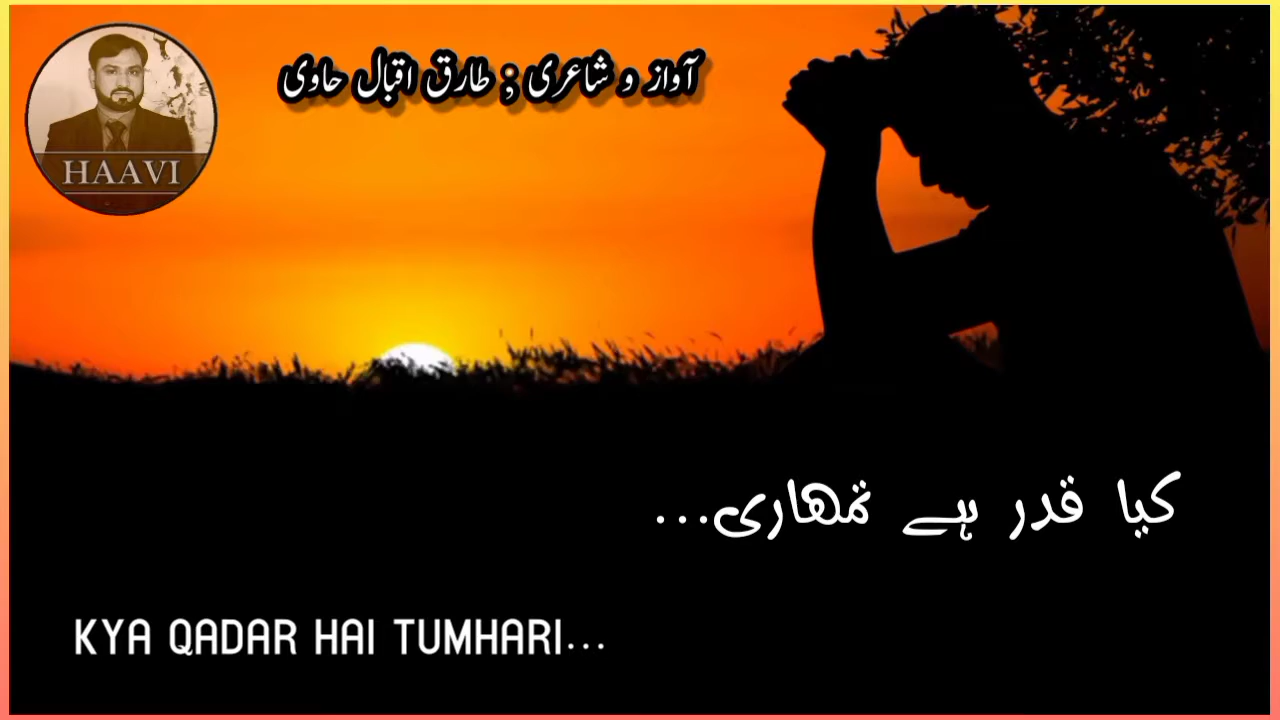 آواز و شاعری ; طارق اقبال حاوی
HAAVI
کیا قدر ہے تمھاری...
KYA QADAR HAI TUMHARI...